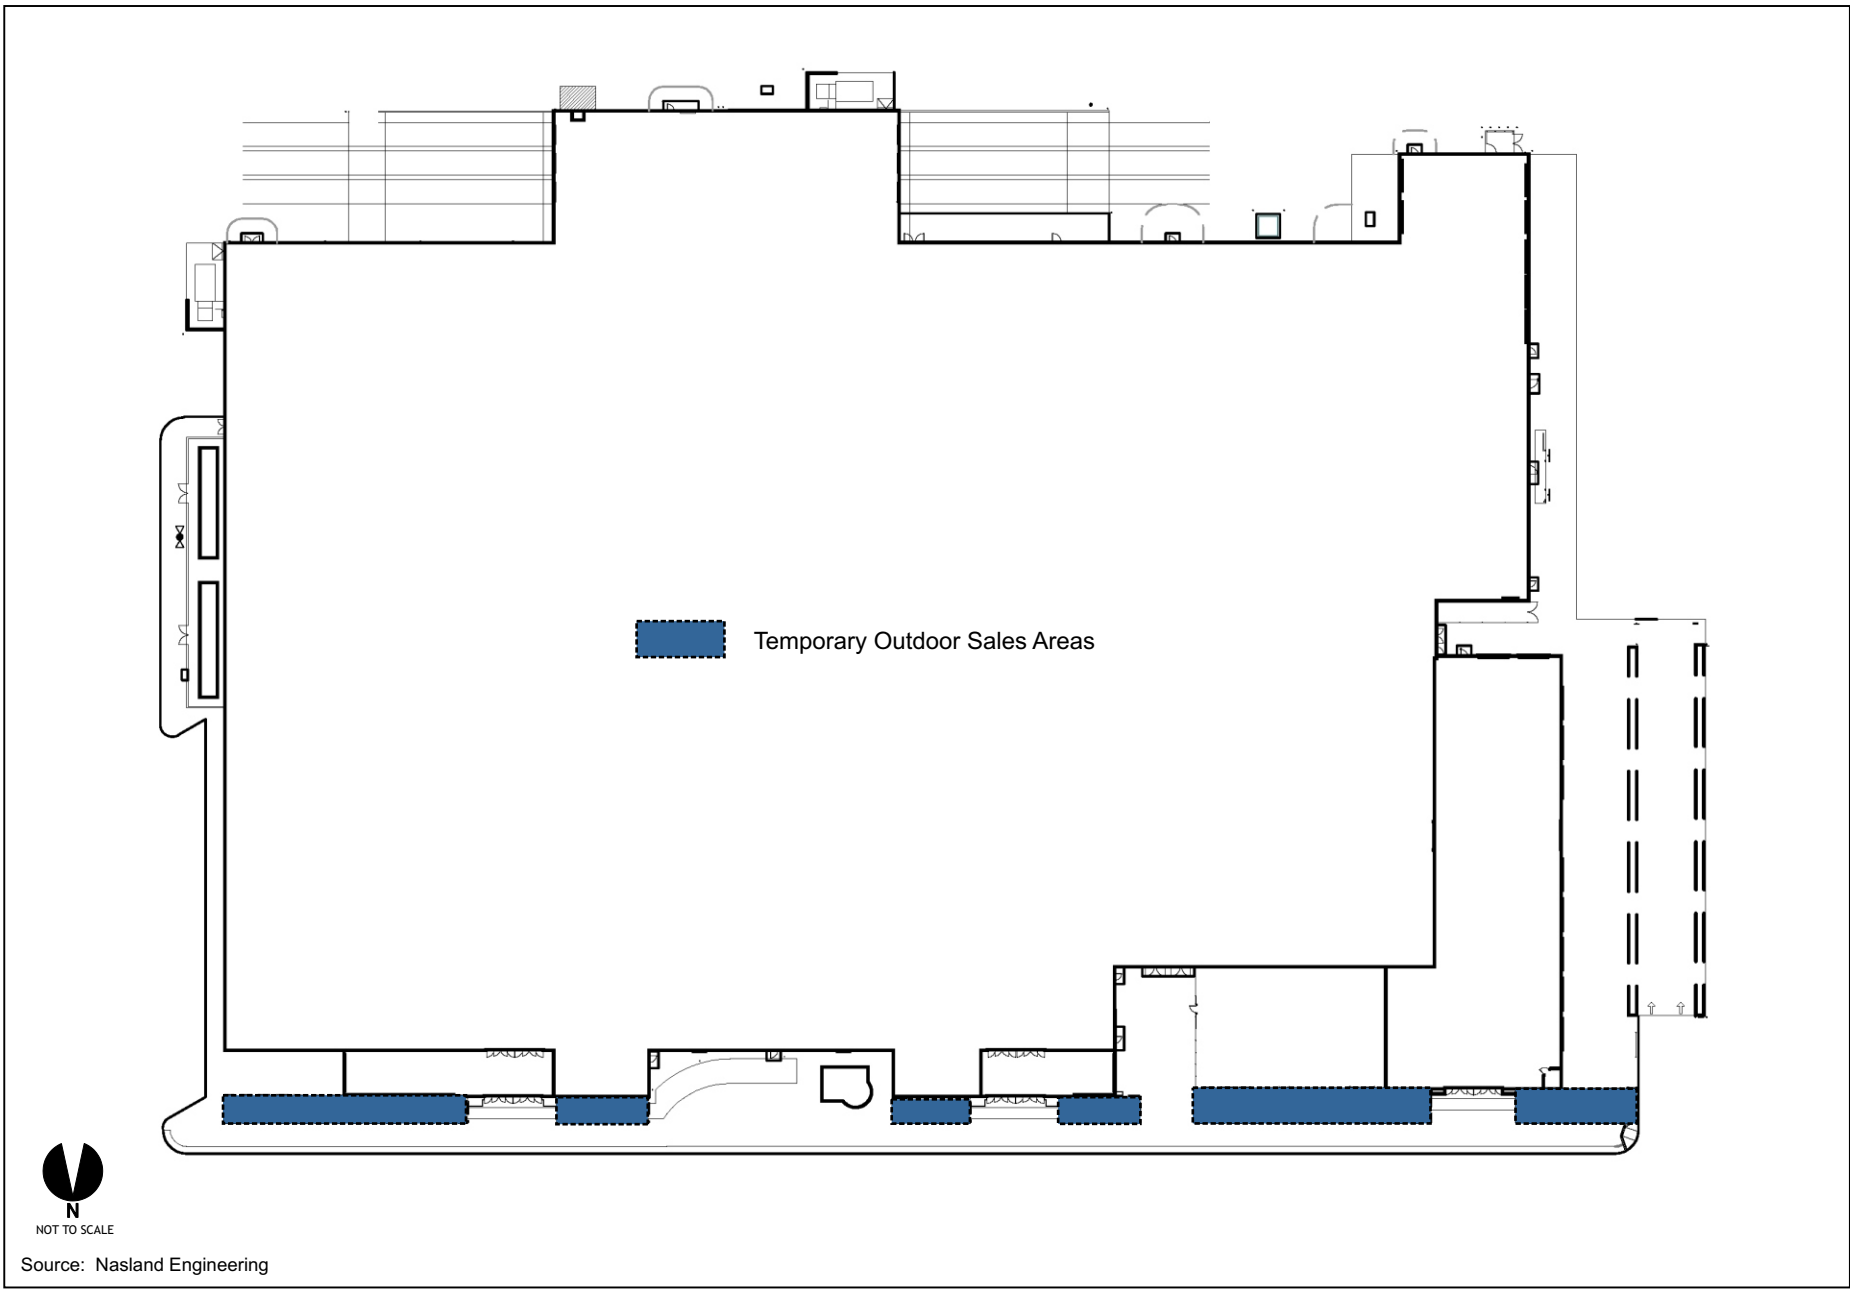 Temporary Outdoor Sales Areas
N
NOT TO SCALE
Source: Nasland Engineering